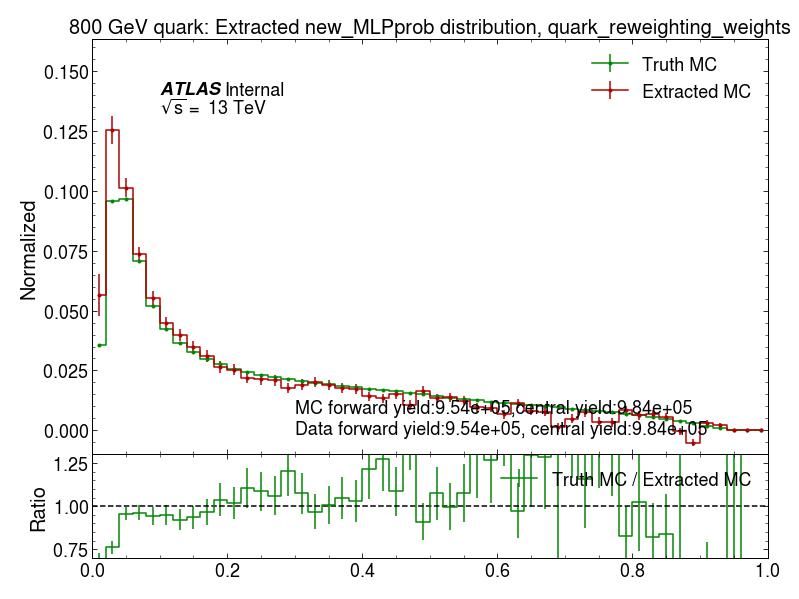 800 GeV quark: Extracted new_MLPprob distribution, quark_reweighting_weights
Truth MC
Extracted MC
ATLAS Internal
√s = 13 TeV
0.150
0.125
0.100
0.075
0.050
0.025
0.000
Normalized
MC forward yield:9.54e+05,central yield:9.84e+05
Data forward yield:9.54e+05, central yield:9.84e+05
Truth MC / Extracted MC
1.25
1.00
0.75
Ratio
0.0 0.2 0.4 0.6 0.8 1.0